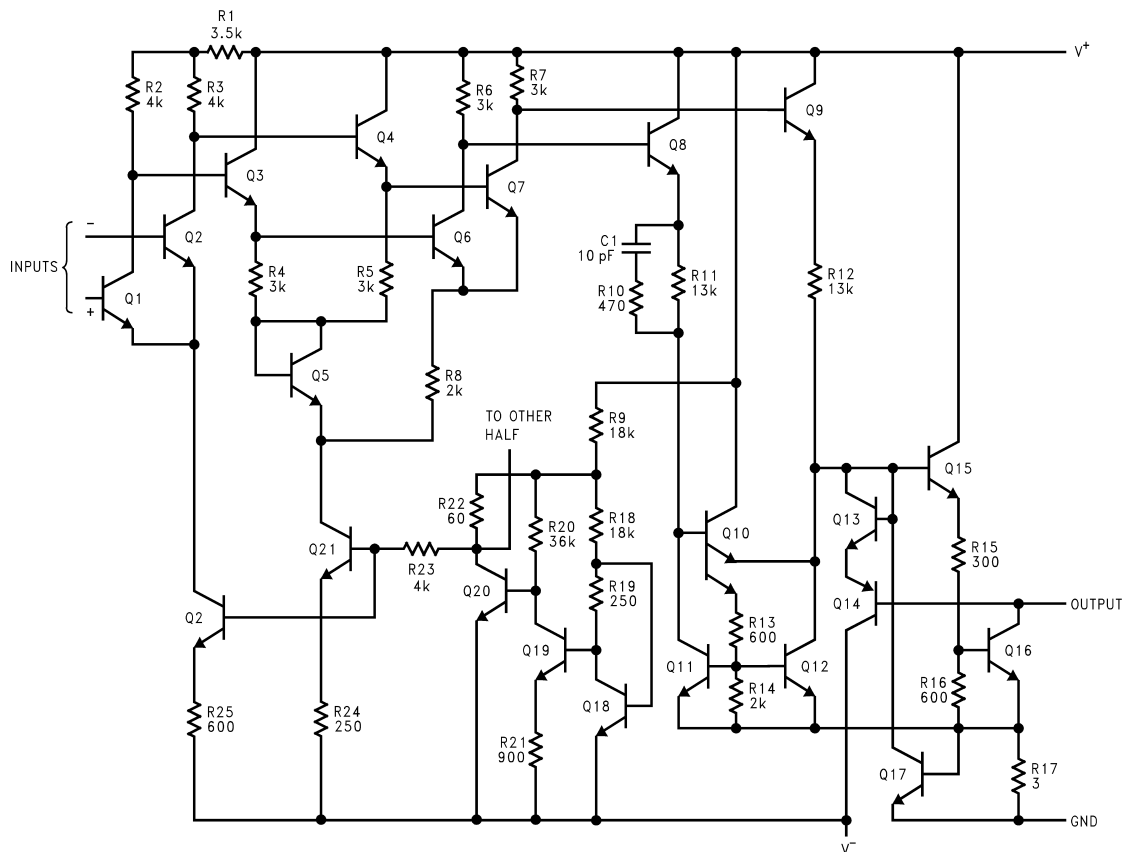 R1
3.5k
V+
R2
4k
R3
4k
R6
3k
R7
3k
Q9
Q4
Q8
Q3
Q7
INPUTS
−
Q2
Q6
+
Q1
R4
3k
R5
3k
C1
10 pF
R10
470
R11
13k
R12
13k
Q5
R8
2k
TO OTHER
HALF
R9
18k
Q15
R22
60
R20
36k
R18
18k
Q10
Q13
Q21
R23
4k
Q20
R19
250
R15
300
Q14
OUTPUT
Q2
Q19
R13
600
Q16
Q11
Q12
R14
2k
R16
600
Q18
R25
600
R24
250
R21
900
Q17
R17
3
GND
V−